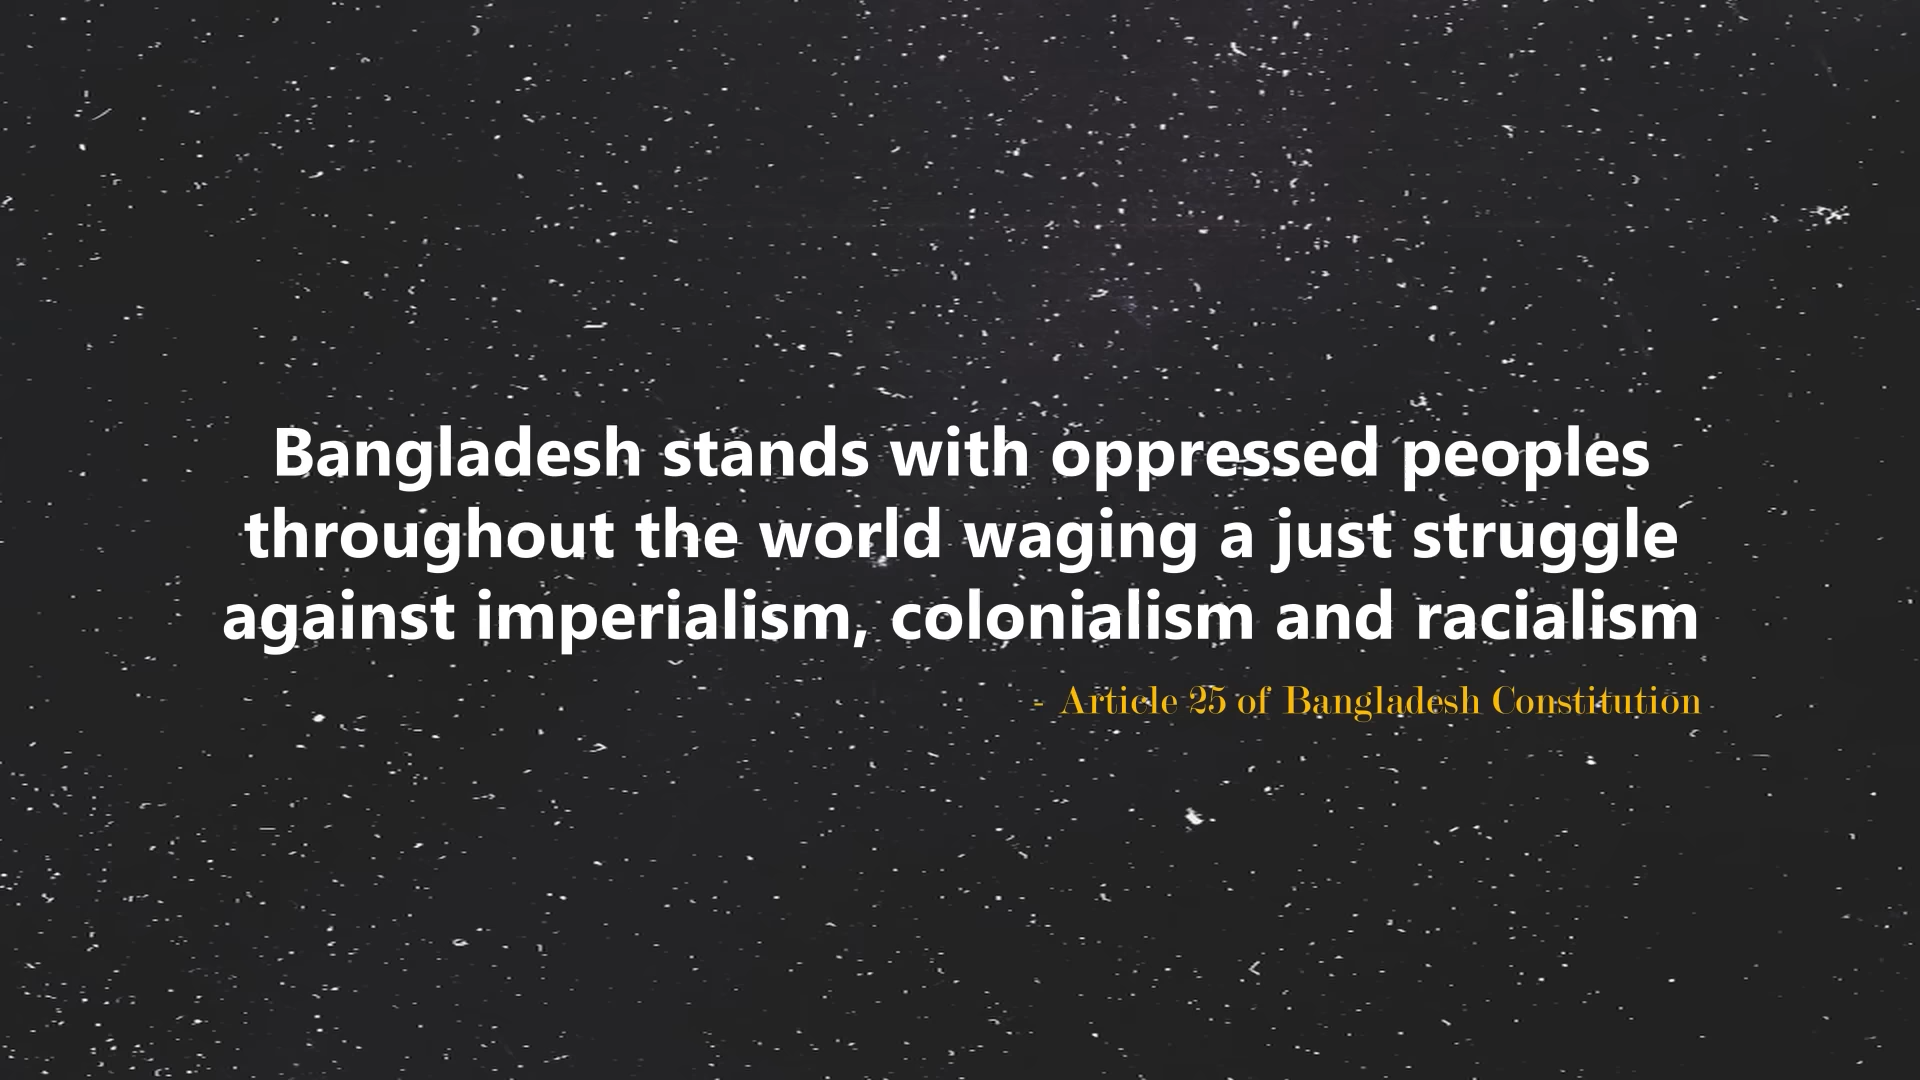 Bangladesh stands with oppressed peoples
throughout the world waging a just struggle
against imperialism, colonialism and racialism
- Article 25 of Bangladesh Constitution